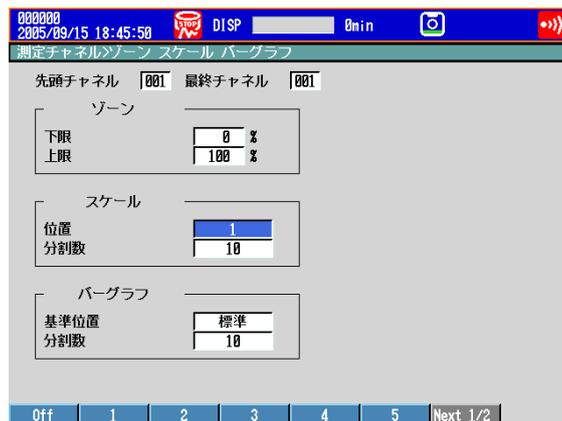 000000
2005/09/15 18:45:50 STOP DISP 0min
測定チャネル>ゾーン スケール バーグラフ
先頭チャネル 001 最終チャネル 001
ゾーン
下限 0 %
上限 100 %
スケール
位置 1
分割数 10
バーグラフ
基準位置 標準
分割数 10
Off 1 2 3 4 5 Next 1/2